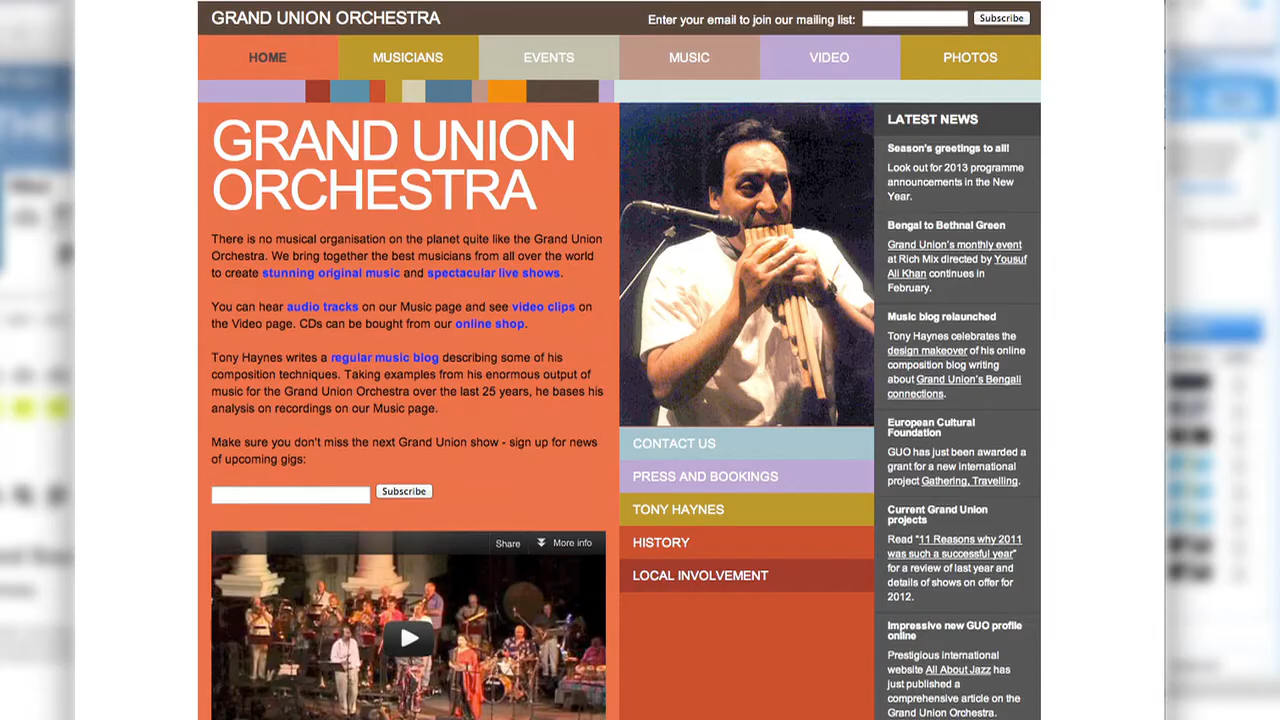 GRAND UNION ORCHESTRA
Enter your email to join our mailing list:
Subscribe
HOME
MUSICIANS
EVENTS
MUSIC
VIDEO
PHOTOS
GRAND UNION
ORCHESTRA
There is no musical organisation on the planet quite like the Grand Union
Orchestra. We bring together the best musicians from all over the world
to create stunning original music and spectacular live shows.
You can hear audio tracks on our Music page and see video clips on
the Video page. CDs can be bought from our online shop.
Tony Haynes writes a regular music blog describing some of his
composition techniques. Taking examples from his enormous output of
music for the Grand Union Orchestra over the last 25 years, he bases his
analysis on recordings on our Music page.
Make sure you don't miss the next Grand Union show - sign up for news
of upcoming gigs:
Subscribe
Share
More info
CONTACT US
PRESS AND BOOKINGS
TONY HAYNES
HISTORY
LOCAL INVOLVEMENT
LATEST NEWS
Season's greetings to all!
Look out for 2013 programme
announcements in the New
Year.
Bengal to Bethnal Green
Grand Union's monthly event
at Rich Mix directed by Yousuf
Ali Khan continues in
February.
Music blog relaunched
Tony Haynes celebrates the
design makeover of his online
composition blog writing
about Grand Union's Bengali
connections.
European Cultural
Foundation
GUO has just been awarded a
grant for a new international
project Gathering, Travelling.
Current Grand Union
projects
Read "11 Reasons why 2011
was such a successful year"
for a review of last year and
details of shows on offer for
2012.
Impressive new GUO profile
online
Prestigious international
website All About Jazz has
just published a
comprehensive article on the
Grand Union Orchestra.